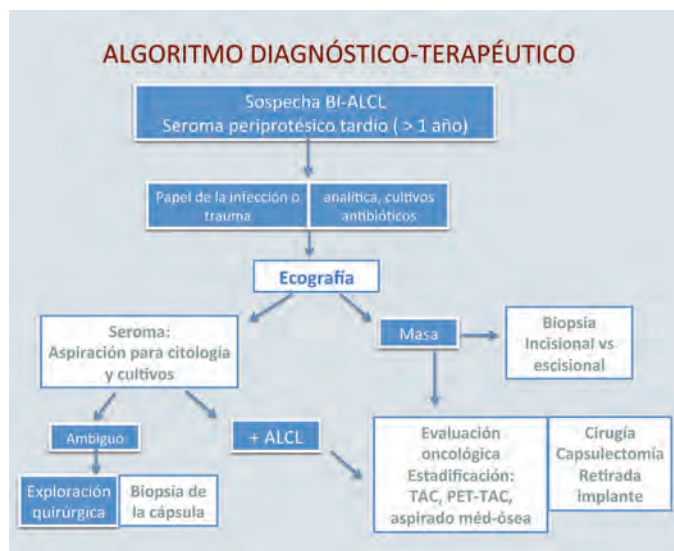 ALGORITMO DIAGNÓSTICO-TERAPÉUTICO
Sospecha BI-ALCL
Seroma periprotésico tardio ( > 1 año)
Papel de la infección o
trauma
analítica, cultivos
antibióticos
Ecografía
Seroma:
Aspiración para citología
y cultivos
Masa
Biopsia
Incisional vs
escisional
Ambiguo
+ ALCL
Exploración
quirúrgica
Biopsia de
la cápsula
Evaluación
oncológica
Estadificación:
TAC, PET-TAC,
aspirado méd-ósea
Cirugía
Capsulectomía
Retirada
implante